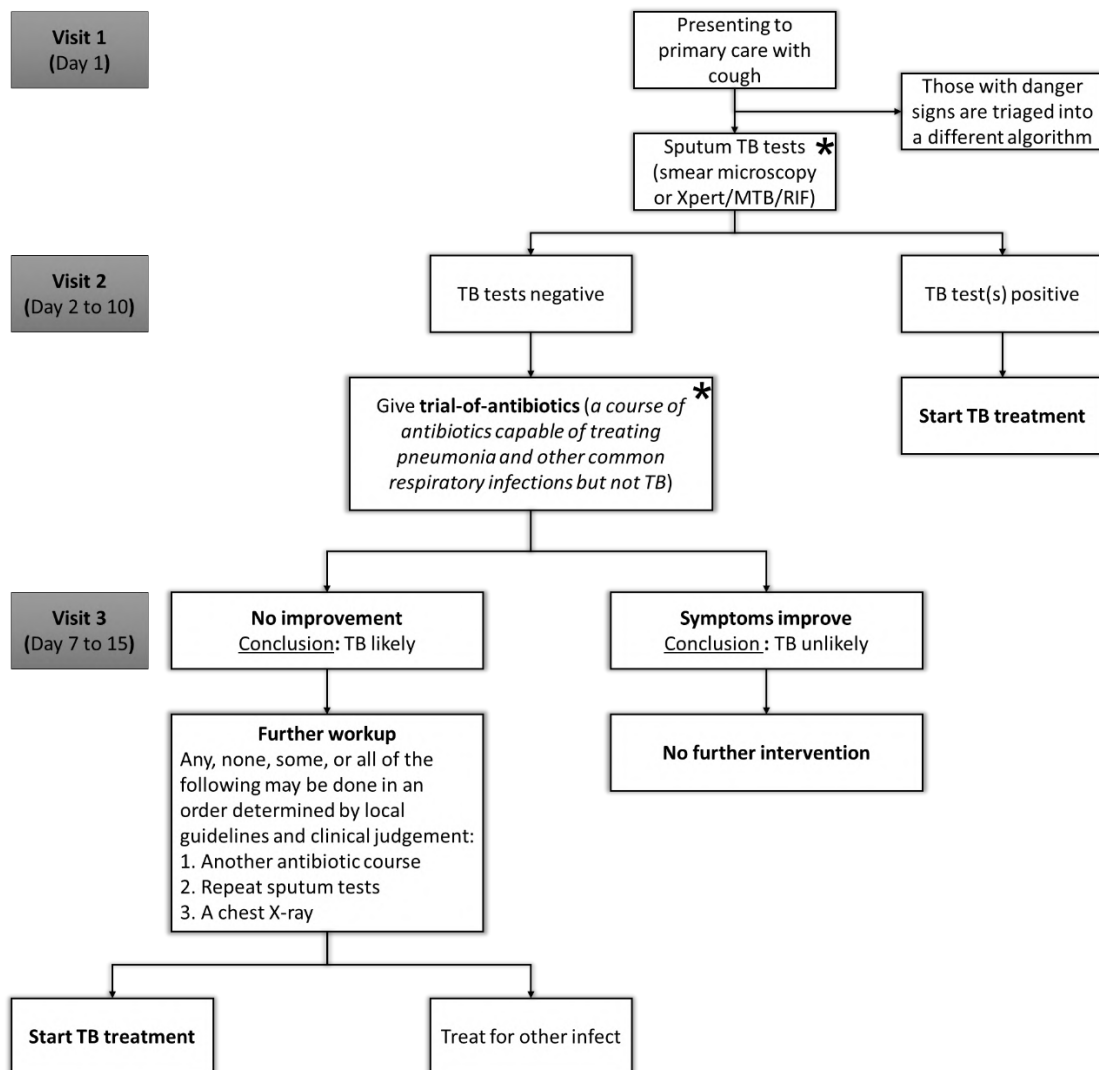 Visit 1
(Day 1)
Presenting to
primary care with
cough
Those with danger
signs are triaged into
a different algorithm
Sputum TB tests *
(smear microscopy
or Xpert/MTB/RIF)
Visit 2
(Day 2 to 10)
TB tests negative
TB test(s) positive
Give trial-of-antibiotics (a course of *
antibiotics capable of treating
pneumonia and other common
respiratory infections but not TB)
Start TB treatment
Visit 3
(Day 7 to 15)
No improvement
Conclusion: TB likely
Symptoms improve
Conclusion : TB unlikely
Further workup
Any, none, some, or all of the
following may be done in an
order determined by local
guidelines and clinical judgement:
1. Another antibiotic course
2. Repeat sputum tests
3. A chest X-ray
No further intervention
Start TB treatment
Treat for other infect